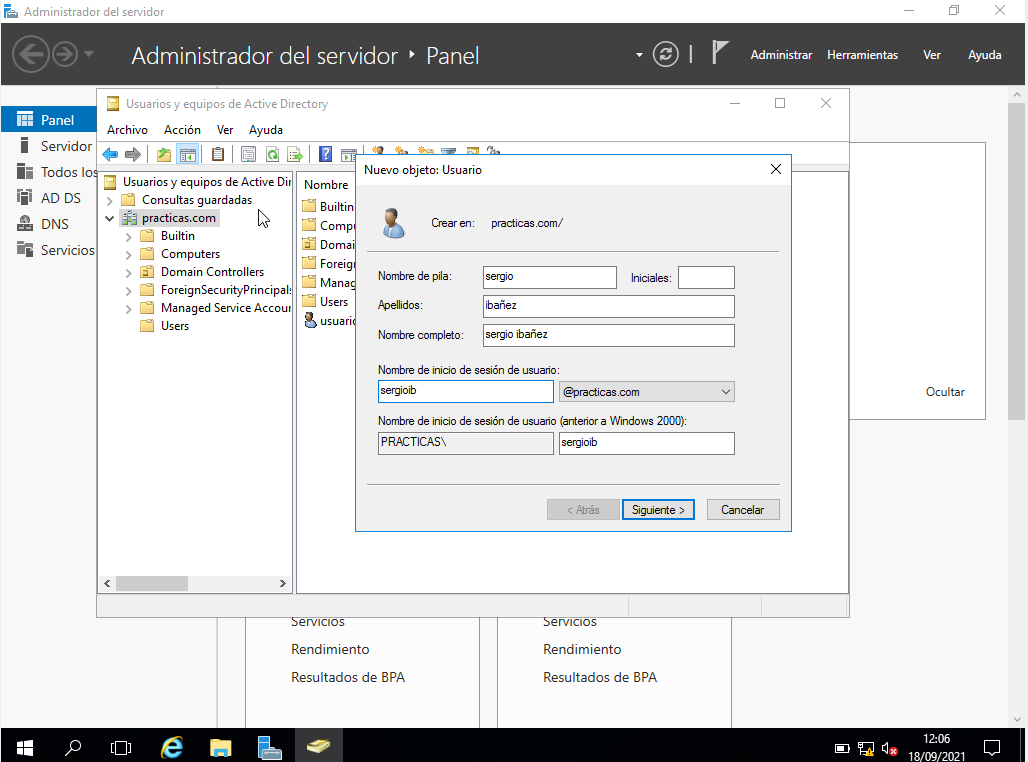 Administrador del servidor
Administrador del servidor ‣ Panel
Administrar Herramientas Ver Ayuda
Panel
Servidor
Todos los
AD DS
DNS
Servicios
Usuarios y equipos de Active Directory
Archivo Acción Ver Ayuda
Usuarios y equipos de Active Dir
Consultas guardadas
practicas.com
Builtin
Computers
Domain Controllers
ForeignSecurityPrincipals
Managed Service Accour
Users
Nombre
Builtin
Compu
Domai
Foreig
Manag
Users
usuario
Nuevo objeto: Usuario
Crear en: practicas.com/
Nombre de pila: sergio Iniciales:
Apellidos: ibañez
Nombre completo: sergio ibañez
Nombre de inicio de sesión de usuario:
sergioib @practicas.com
Nombre de inicio de sesión de usuario (anterior a Windows 2000):
PRACTICAS\ sergioib
< Atrás Siguiente > Cancelar
Ocultar
Servicios
Rendimiento
Resultados de BPA
Servicios
Rendimiento
Resultados de BPA
12:06
18/09/2021